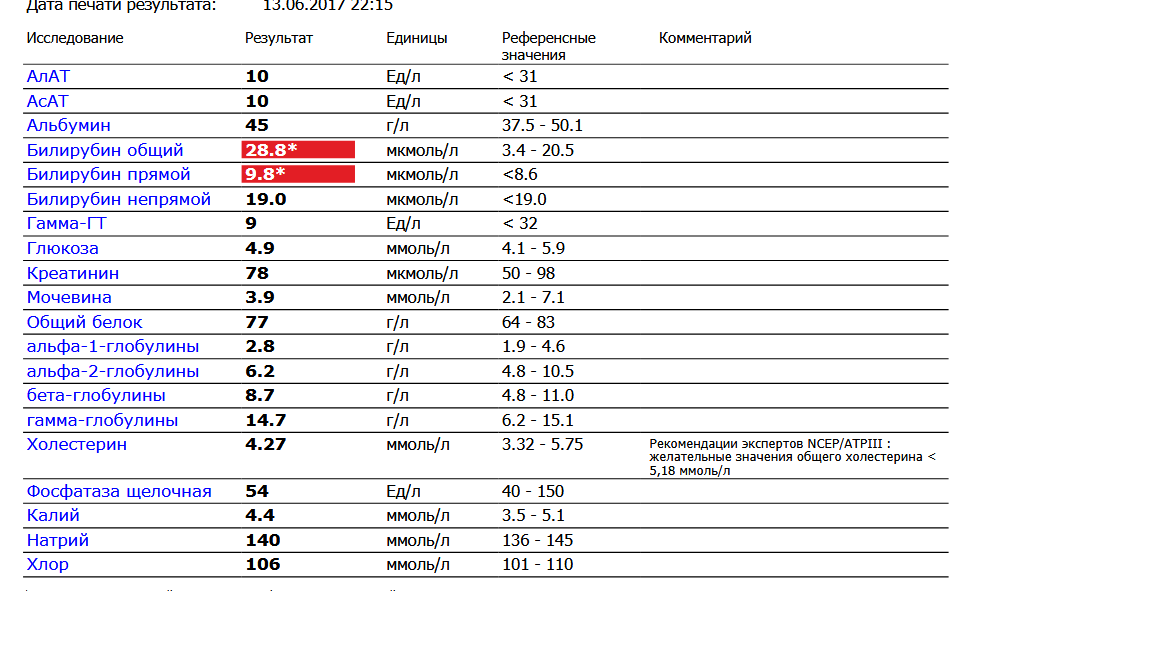 Дата печати результата: 13.06.2017 22:15
Исследование Результат Единицы Референсные значения Комментарий
АлАТ 10 Ед/л < 31
АсАТ 10 Ед/л < 31
Альбумин 45 г/л 37.5 - 50.1
Билирубин общий 28.8* мкмоль/л 3.4 - 20.5
Билирубин прямой 9.8* мкмоль/л <8.6
Билирубин непрямой 19.0 мкмоль/л <19.0
Гамма-ГТ 9 Ед/л < 32
Глюкоза 4.9 ммоль/л 4.1 - 5.9
Креатинин 78 мкмоль/л 50 - 98
Мочевина 3.9 ммоль/л 2.1 - 7.1
Общий белок 77 г/л 64 - 83
альфа-1-глобулины 2.8 г/л 1.9 - 4.6
альфа-2-глобулины 6.2 г/л 4.8 - 10.5
бета-глобулины 8.7 г/л 4.8 - 11.0
гамма-глобулины 14.7 г/л 6.2 - 15.1
Холестерин 4.27 ммоль/л 3.32 - 5.75 Рекомендации экспертов NCEP/ATPIII :
желательные значения общего холестерина <
5,18 ммоль/л
Фосфатаза щелочная 54 Ед/л 40 - 150
Калий 4.4 ммоль/л 3.5 - 5.1
Натрий 140 ммоль/л 136 - 145
Хлор 106 ммоль/л 101 - 110